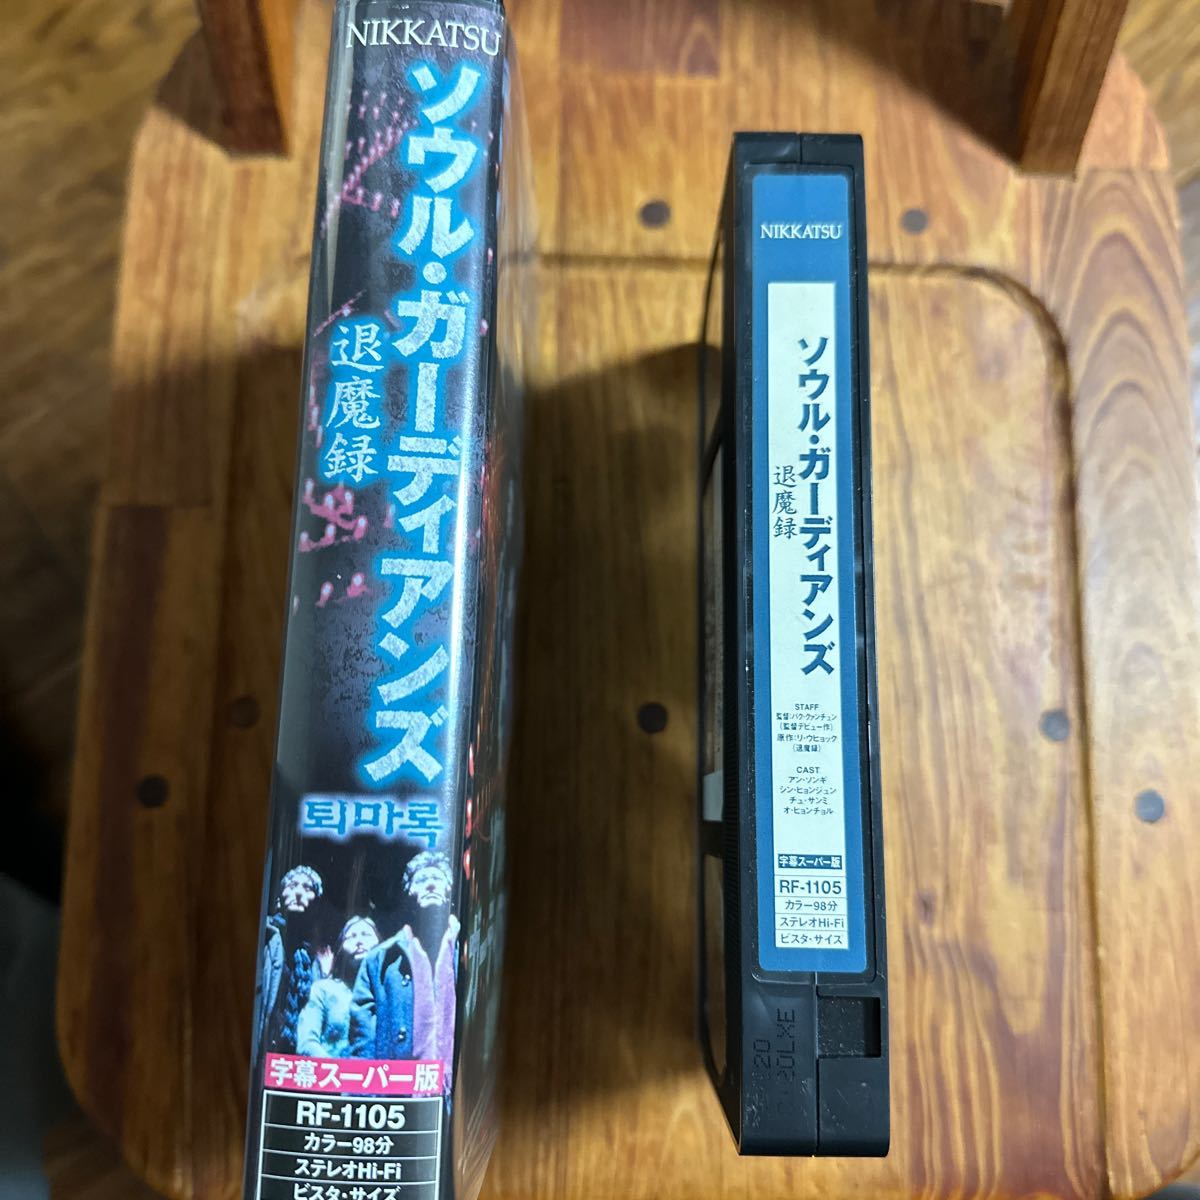 NIKKATSU
ソウル・ガーディアンズ
退魔録
퇴마록
字幕スーパー版
RF-1105
カラー98分
ステレオHi-Fi
ビスタ・サイズ
NIKKATSU
ソウル・ガーディアンズ
退魔録
STAFF
監督:パク・クァンチュン
(監督デビュー作)
原作:リ・ウヒョック
(退魔録)
CAST
アン・ソンギ
シン・ヒョンジュン
チュ・サンミ
オ・ヒョンチョル
字幕スーパー版
RF-1105
カラー98分
ステレオHi-Fi
ビスタ・サイズ